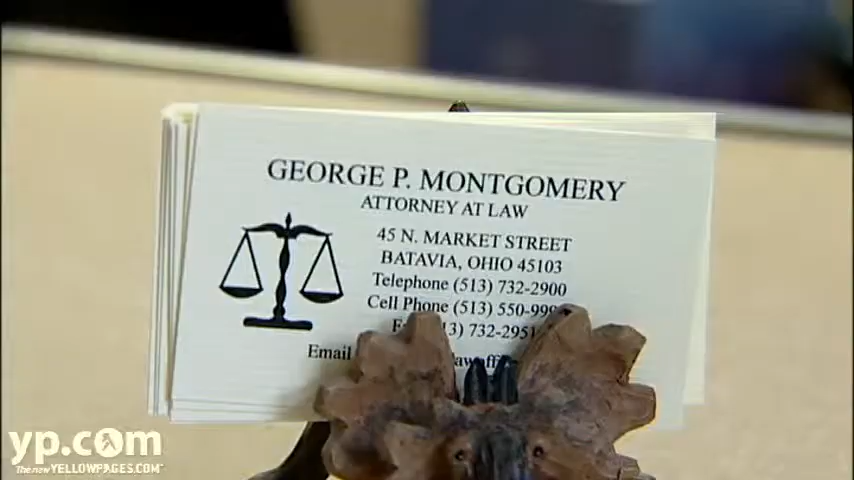 GEORGE P. MONTGOMERY
ATTORNEY AT LAW
45 N. MARKET STREET
BATAVIA, OHIO 45103
Telephone (513) 732-2900
Cell Phone (513) 550-99
13) 732-2951
Email
yp.com
The new YELLOWPAGES.COM